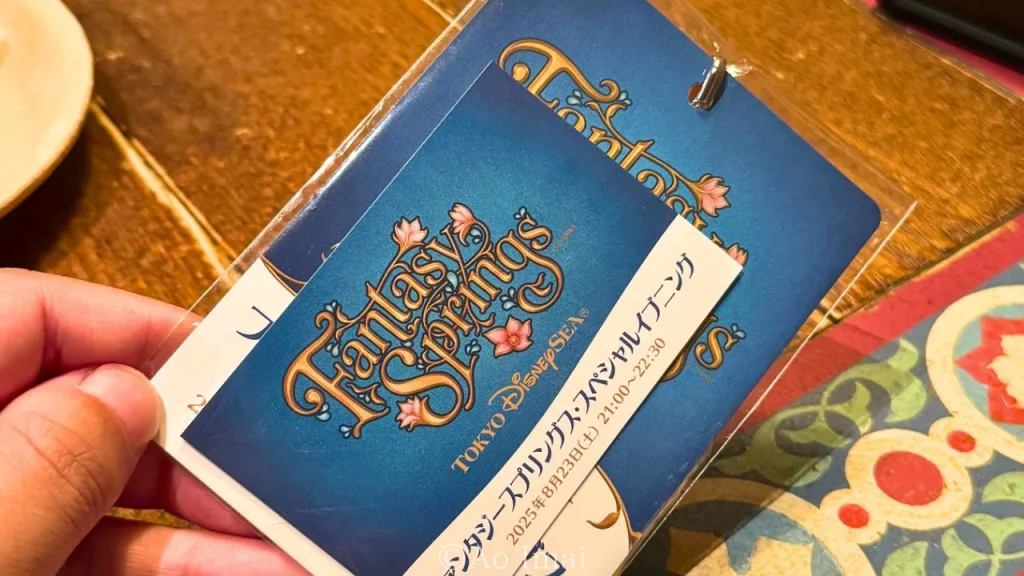 Fantasy
Springs
TOKYO DISNEY SEA®
ファンタジースプリングス・スペシャルイブニング
2025年8月23日(土) 21:00~22:30
©Ao Imai